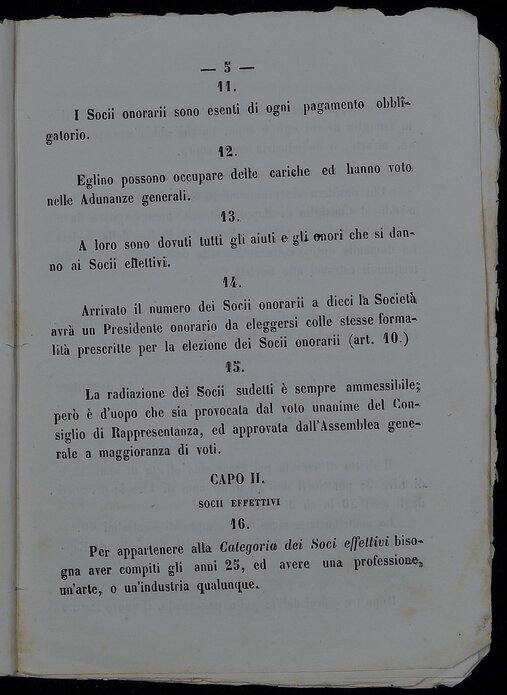 — 5 —
11.
I Socii onorarii sono esenti di ogni pagamento obbli-
gatorio.
12.
Eglino possono occupare delle cariche ed hanno voto
nelle Adunanze generali.
13.
A loro sono dovuti tutti gli aiuti e gli onori che si dan-
no ai Socii effettivi.
14.
Arrivato il numero dei Socii onorarii a dieci la Società
avrà un Presidente onorario da eleggersi colle stesse forma-
lità prescritte per la elezione dei Socii onorarii (art. 10.)
15.
La radiazione dei Socii sudetti è sempre ammessibile;
però è d'uopo che sia provocata dal voto unanime del Con-
siglio di Rappresentanza, ed approvata dall'Assemblea gene-
rale a maggioranza di voti.
CAPO II.
SOCII EFFETTIVI
16.
Per appartenere alla Categoria dei Soci effettivi biso-
gna aver compiti gli anni 25, ed avere una professione,
un'arte, o un'industria qualunque.